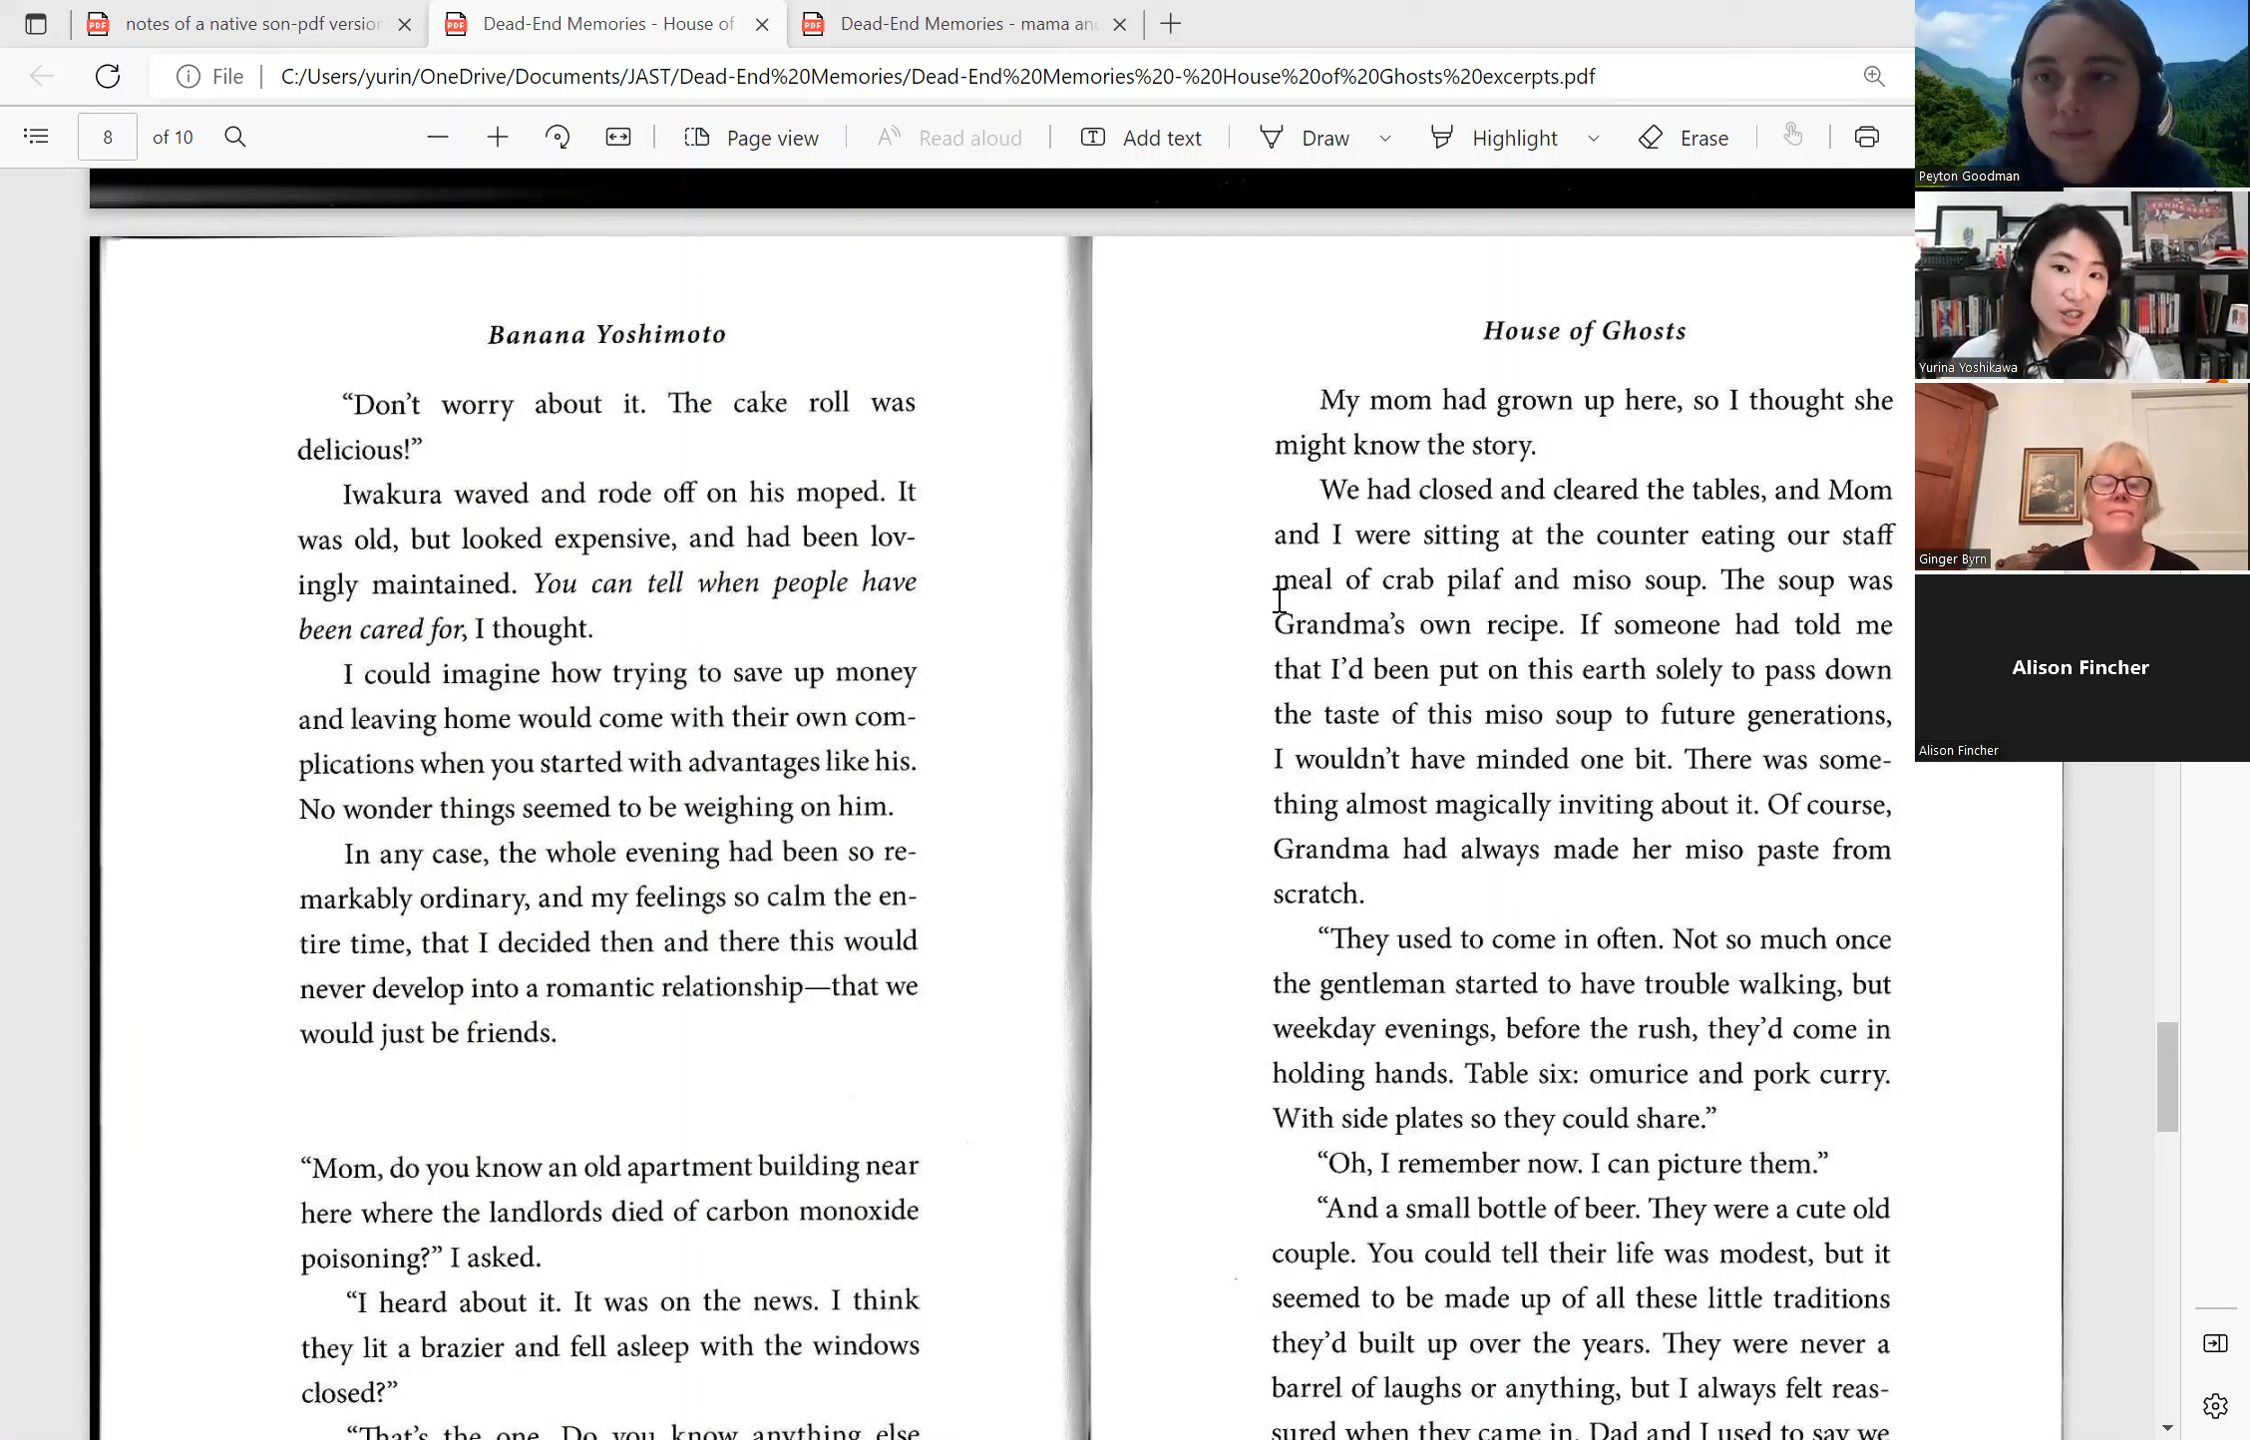 notes of a native son-pdf version
Dead-End Memories - House of
Dead-End Memories - mama and
File
C:/Users/yurin/OneDrive/Documents/JAST/Dead-End%20Memories/Dead-End%20Memories%20-%20House%20of%20Ghosts%20excerpts.pdf
8 of 10
Page view
Read aloud
Add text
Draw
Highlight
Erase
Banana Yoshimoto
“Don’t worry about it. The cake roll was
delicious!”
Iwakura waved and rode off on his moped. It
was old, but looked expensive, and had been lov-
ingly maintained. You can tell when people have
been cared for, I thought.
I could imagine how trying to save up money
and leaving home would come with their own com-
plications when you started with advantages like his.
No wonder things seemed to be weighing on him.
In any case, the whole evening had been so re-
markably ordinary, and my feelings so calm the en-
tire time, that I decided then and there this would
never develop into a romantic relationship—that we
would just be friends.
“Mom, do you know an old apartment building near
here where the landlords died of carbon monoxide
poisoning?” I asked.
“I heard about it. It was on the news. I think
they lit a brazier and fell asleep with the windows
closed?”
“That’s the one. Do you know anything else
House of Ghosts
My mom had grown up here, so I thought she
might know the story.
We had closed and cleared the tables, and Mom
and I were sitting at the counter eating our staff
meal of crab pilaf and miso soup. The soup was
Grandma’s own recipe. If someone had told me
that I’d been put on this earth solely to pass down
the taste of this miso soup to future generations,
I wouldn’t have minded one bit. There was some-
thing almost magically inviting about it. Of course,
Grandma had always made her miso paste from
scratch.
“They used to come in often. Not so much once
the gentleman started to have trouble walking, but
weekday evenings, before the rush, they’d come in
holding hands. Table six: omurice and pork curry.
With side plates so they could share.”
“Oh, I remember now. I can picture them.”
“And a small bottle of beer. They were a cute old
couple. You could tell their life was modest, but it
seemed to be made up of all these little traditions
they’d built up over the years. They were never a
barrel of laughs or anything, but I always felt reas-
sured when they came in. Dad and I used to say we
Peyton Goodman
Yurina Yoshikawa
Ginger Byrn
Alison Fincher
Alison Fincher